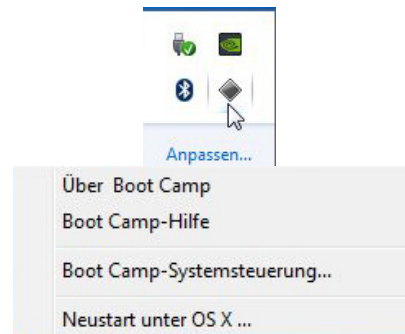 Anpassen...
Über Boot Camp
Boot Camp-Hilfe
Boot Camp-Systemsteuerung...
Neustart unter OS X ...